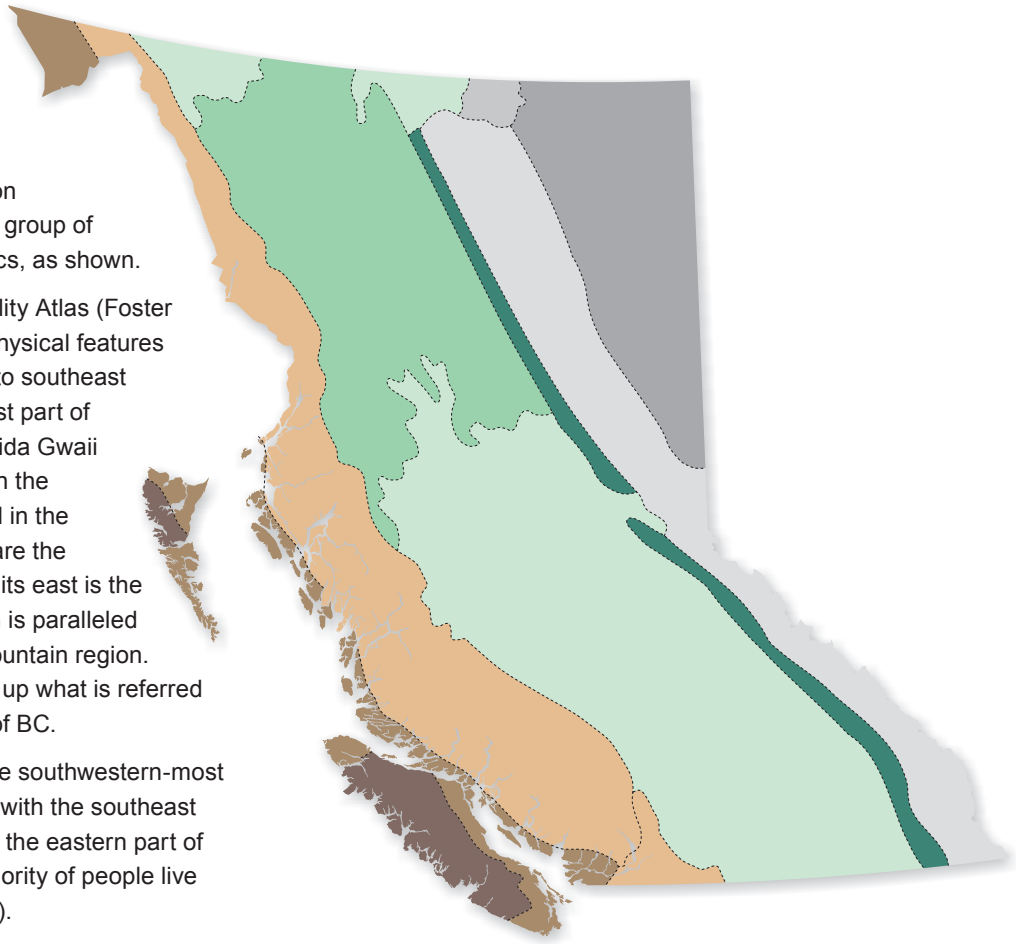 on
group of
cs, as shown.
lity Atlas (Foster
hysical features
to southeast
st part of
ida Gwaii
n the
d in the
are the
its east is the
is paralleled
ountain region.
up what is referred
of BC.
e southwestern-most
with the southeast
the eastern part of
ority of people live
).